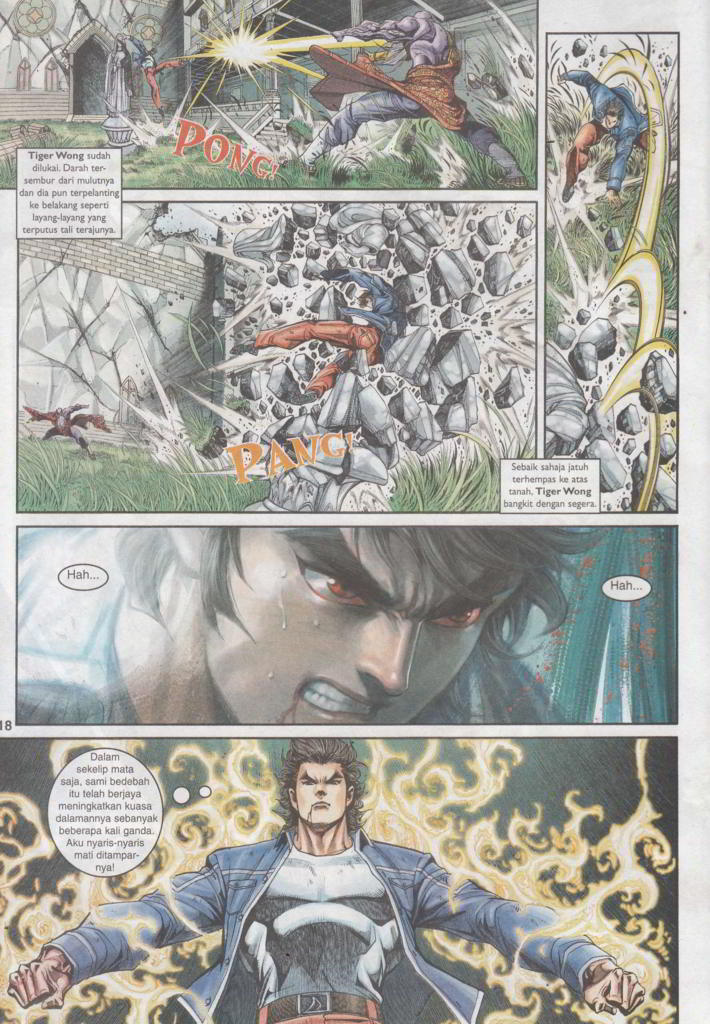 PONG!
Tiger Wong sudah
dilukai. Darah ter-
sembur dari mulutnya
dan dia pun terpelanting
ke belakang seperti
layang-layang yang
terputus tali terajunya.
PANG!
Sebaik sahaja jatuh
terhempas ke atas
tanah, Tiger Wong
bangkit dengan segera.
Hah...
Hah...
18
Dalam
sekelip mata
saja, sami bedebah
itu telah berjaya
meningkatkan kuasa
dalamannya sebanyak
beberapa kali ganda.
Aku nyaris-nyaris
mati ditampar-
nya!